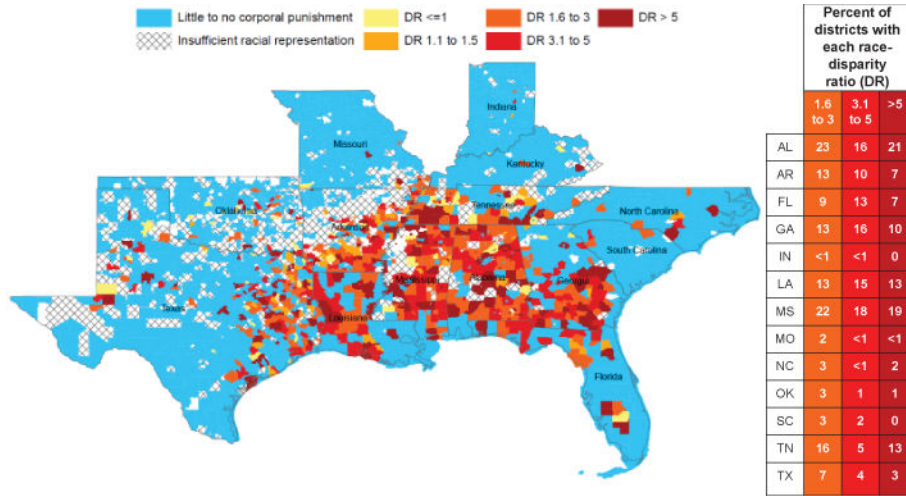 Little to no corporal punishment DR <=1 DR 1.6 to 3 DR > 5
Insufficient racial representation DR 1.1 to 1.5 DR 3.1 to 5
Percent of
districts with
each race-
disparity
ratio (DR)
1.6 to 3 3.1 to 5 >5
AL 23 16 21
AR 13 10 7
FL 9 13 7
GA 13 16 10
IN <1 <1 0
LA 13 15 13
MS 22 18 19
MO 2 <1 <1
NC 3 <1 2
OK 3 1 1
SC 3 2 0
TN 16 5 13
TX 7 4 3
Indiana
Missouri
Kentucky
Oklahoma
Tennessee
North Carolina
Arkansas
South Carolina
Mississippi
Alabama
Georgia
Texas
Louisiana
Florida